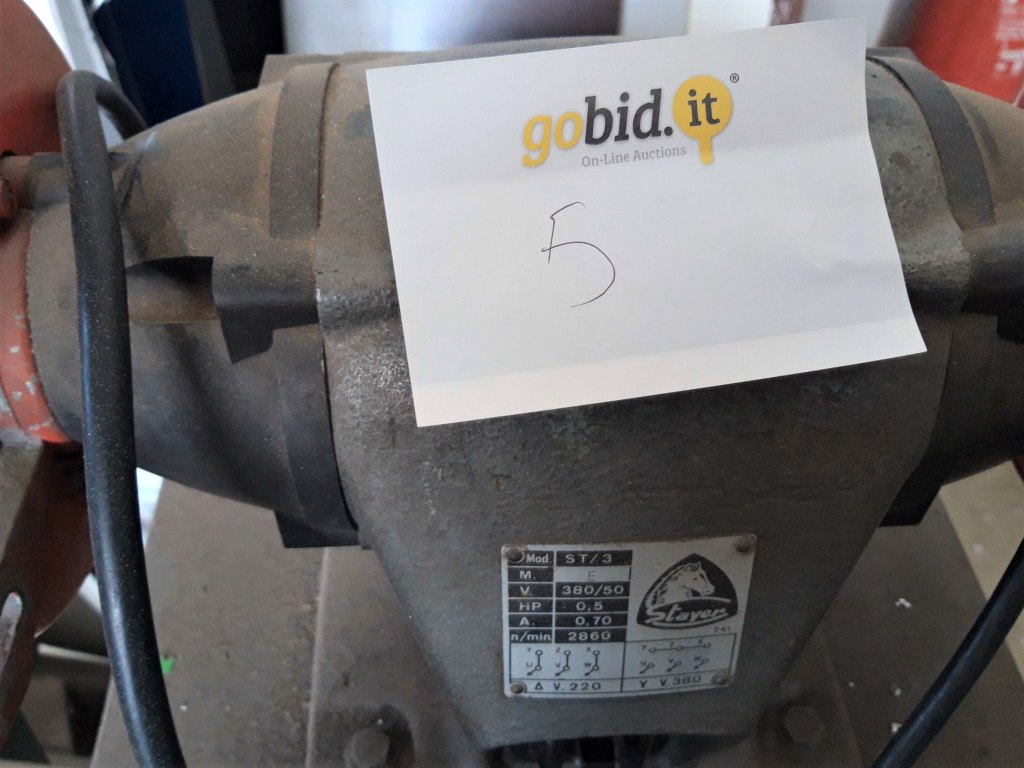 gobid.it®
On-Line Auctions
5
Mod ST/3
M. E
V. 380/50
HP 0,5
A. 0,70
n/min. 2860
Stayer
Y Z X
U V W
Y Z X
U V W
Δ V.220 Y V.380